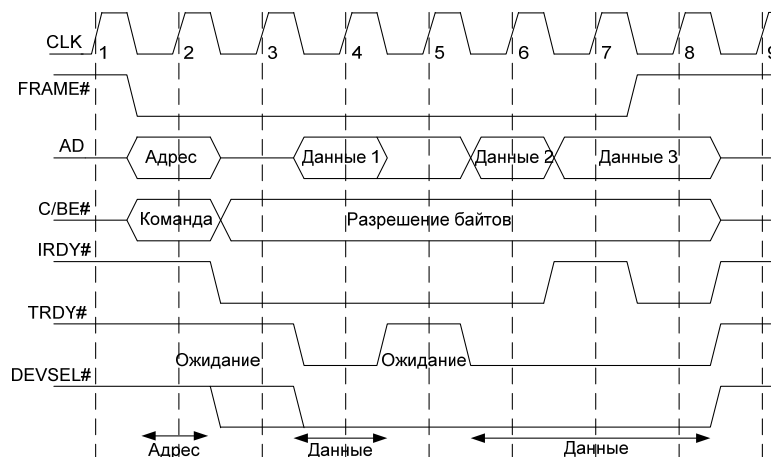 CLK 1 2 3 4 5 6 7 8 9
FRAME#
AD Адрес Данные 1 Данные 2 Данные 3
C/BE# Команда Разрешение байтов
IRDY#
TRDY#
Ожидание Ожидание
DEVSEL#
Адрес Данные Данные